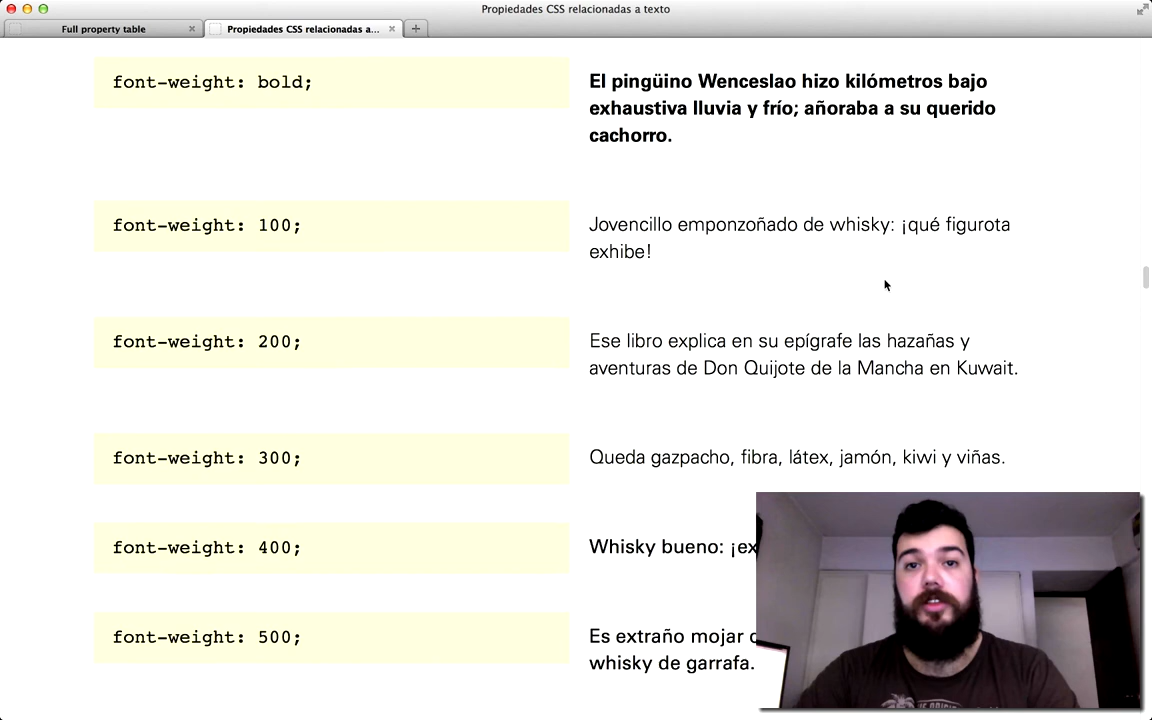 Propiedades CSS relacionadas a texto
Full property table
Propiedades CSS relacionadas a...
font-weight: bold;
El pingüino Wenceslao hizo kilómetros bajo
exhaustiva lluvia y frío; añoraba a su querido
cachorro.
font-weight: 100;
Jovencillo emponzoñado de whisky: ¡qué figurota
exhibe!
font-weight: 200;
Ese libro explica en su epígrafe las hazañas y
aventuras de Don Quijote de la Mancha en Kuwait.
font-weight: 300;
Queda gazpacho, fibra, látex, jamón, kiwi y viñas.
font-weight: 400;
Whisky bueno: ¡ex
font-weight: 500;
Es extraño mojar
whisky de garrafa.